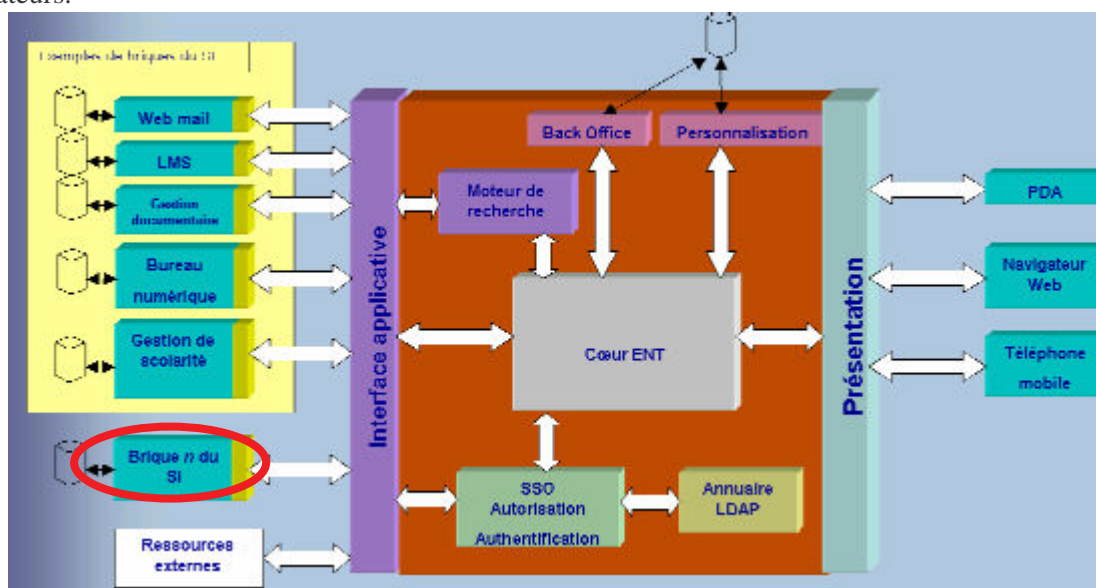 ateurs.
Exemples de briques du SI
Web mail
LMS
Gestion
documentaire
Bureau
numérique
Gestion de
scolarité
Brique n du
SI
Ressources
externes
Interface applicative
Back Office
Personnalisation
Moteur de
recherche
Cœur ENT
SSO
Autorisation
Authentification
Annuaire
LDAP
Présentation
PDA
Navigateur
Web
Téléphone
mobile